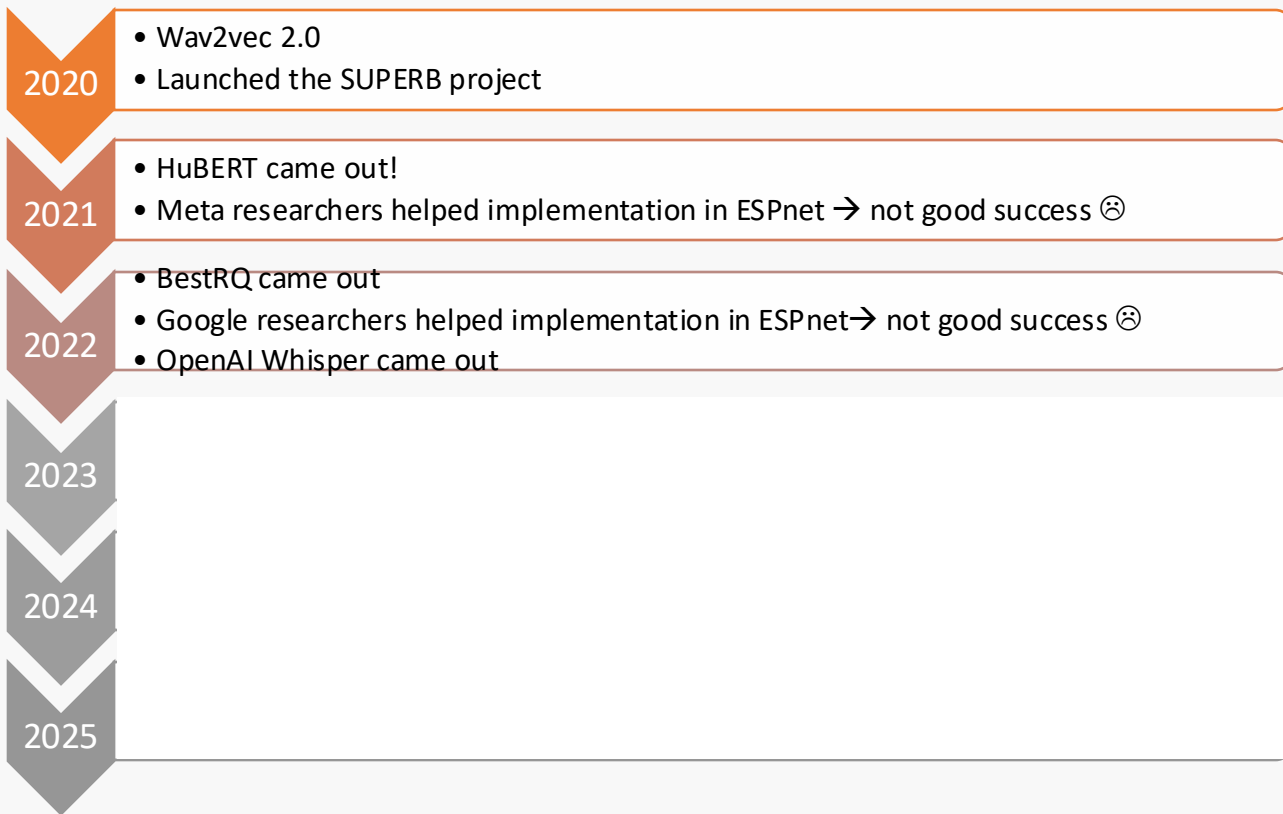 2020
• Wav2vec 2.0
• Launched the SUPERB project
2021
• HuBERT came out!
• Meta researchers helped implementation in ESPnet → not good success ☹
2022
• BestRQ came out
• Google researchers helped implementation in ESPnet→ not good success ☹
• OpenAI Whisper came out
2023
2024
2025